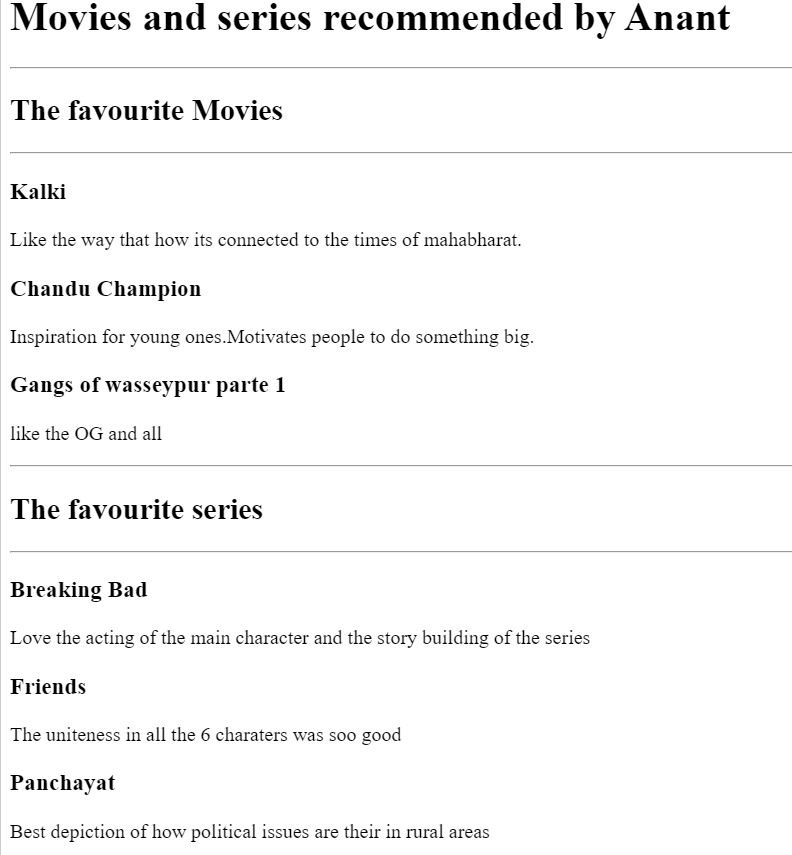 Movies and series recommended by Anant
The favourite Movies
Kalki
Like the way that how its connected to the times of mahabharat.
Chandu Champion
Inspiration for young ones.Motivates people to do something big.
Gangs of wasseypur parte 1
like the OG and all
The favourite series
Breaking Bad
Love the acting of the main character and the story building of the series
Friends
The uniteness in all the 6 charaters was soo good
Panchayat
Best depiction of how political issues are their in rural areas